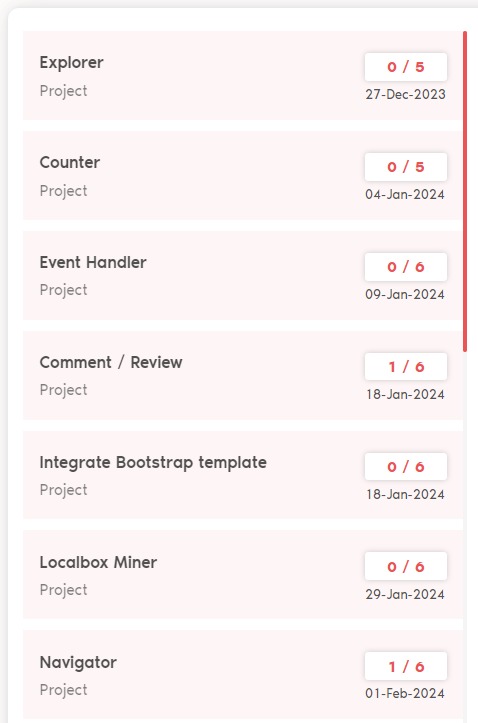 Explorer
0 / 5
Project
27-Dec-2023
Counter
0 / 5
Project
04-Jan-2024
Event Handler
0 / 6
Project
09-Jan-2024
Comment / Review
1 / 6
Project
18-Jan-2024
Integrate Bootstrap template
0 / 6
Project
18-Jan-2024
Localbox Miner
0 / 6
Project
29-Jan-2024
Navigator
1 / 6
Project
01-Feb-2024